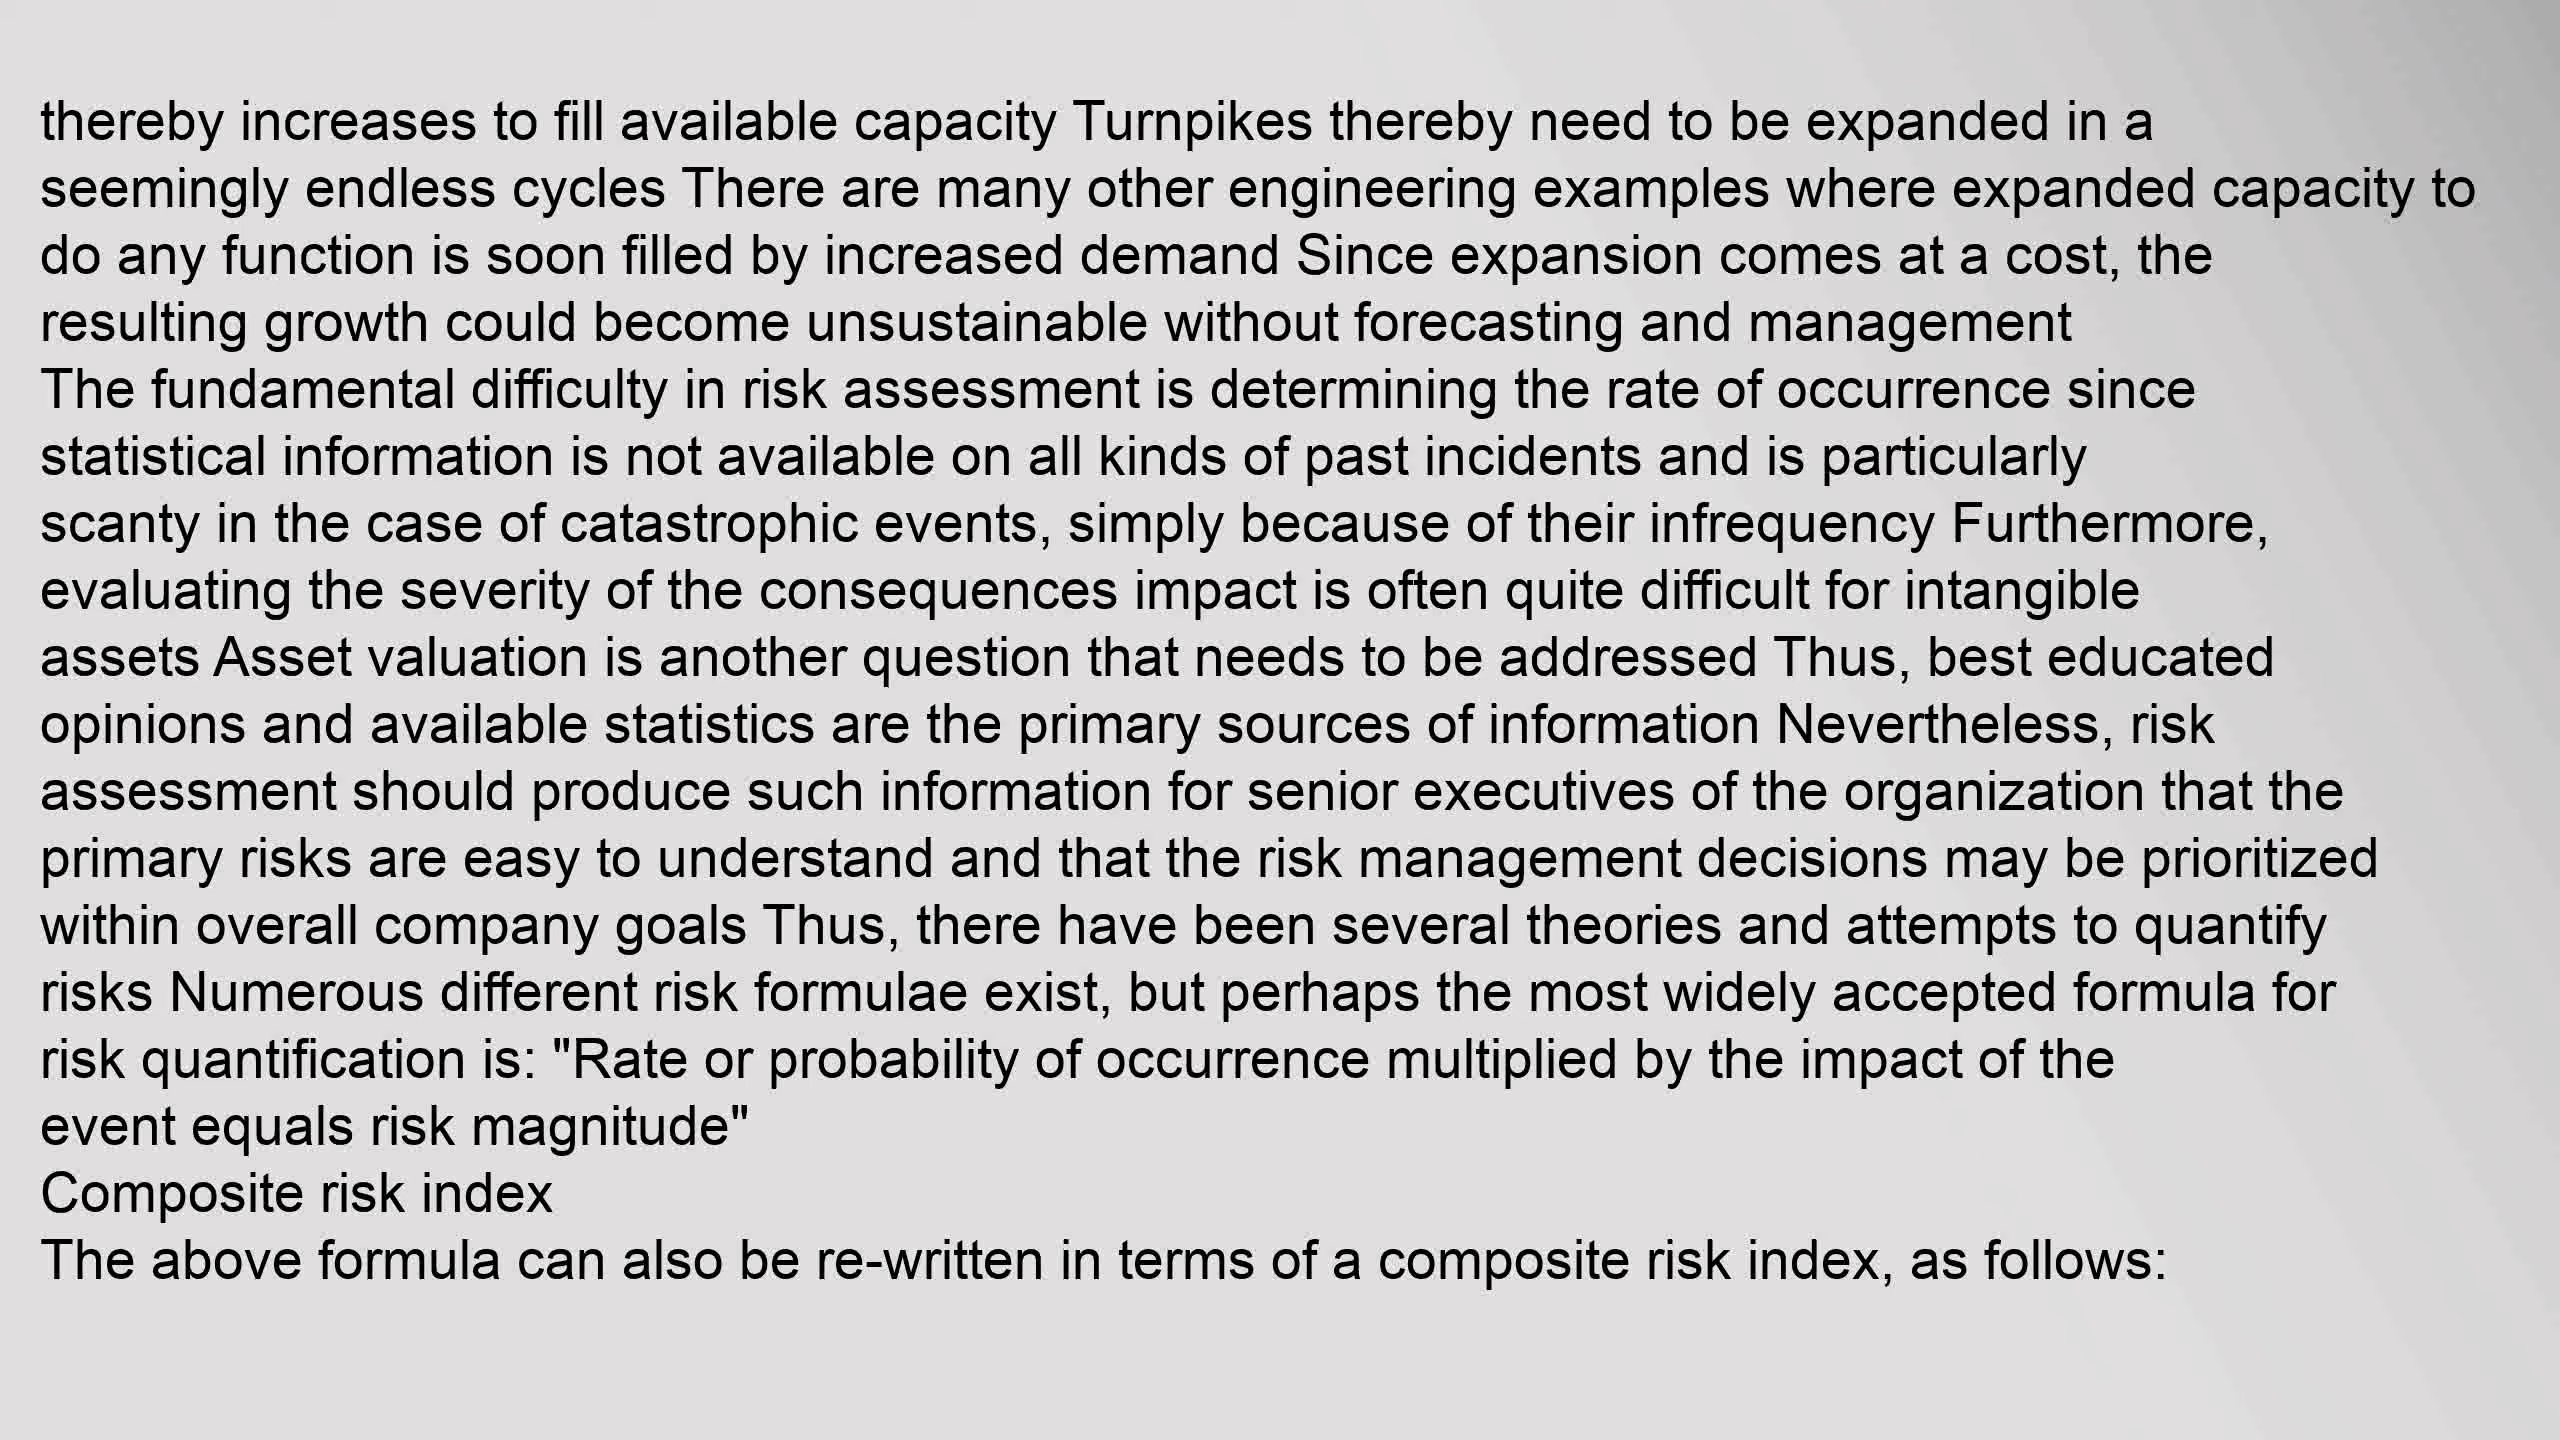 thereby increases to fill available capacity Turnpikes thereby need to be expanded in a
seemingly endless cycles There are many other engineering examples where expanded capacity to
do any function is soon filled by increased demand Since expansion comes at a cost, the
resulting growth could become unsustainable without forecasting and management
The fundamental difficulty in risk assessment is determining the rate of occurrence since
statistical information is not available on all kinds of past incidents and is particularly
scanty in the case of catastrophic events, simply because of their infrequency Furthermore,
evaluating the severity of the consequences impact is often quite difficult for intangible
assets Asset valuation is another question that needs to be addressed Thus, best educated
opinions and available statistics are the primary sources of information Nevertheless, risk
assessment should produce such information for senior executives of the organization that the
primary risks are easy to understand and that the risk management decisions may be prioritized
within overall company goals Thus, there have been several theories and attempts to quantify
risks Numerous different risk formulae exist, but perhaps the most widely accepted formula for
risk quantification is: "Rate or probability of occurrence multiplied by the impact of the
event equals risk magnitude"
Composite risk index
The above formula can also be re-written in terms of a composite risk index, as follows: